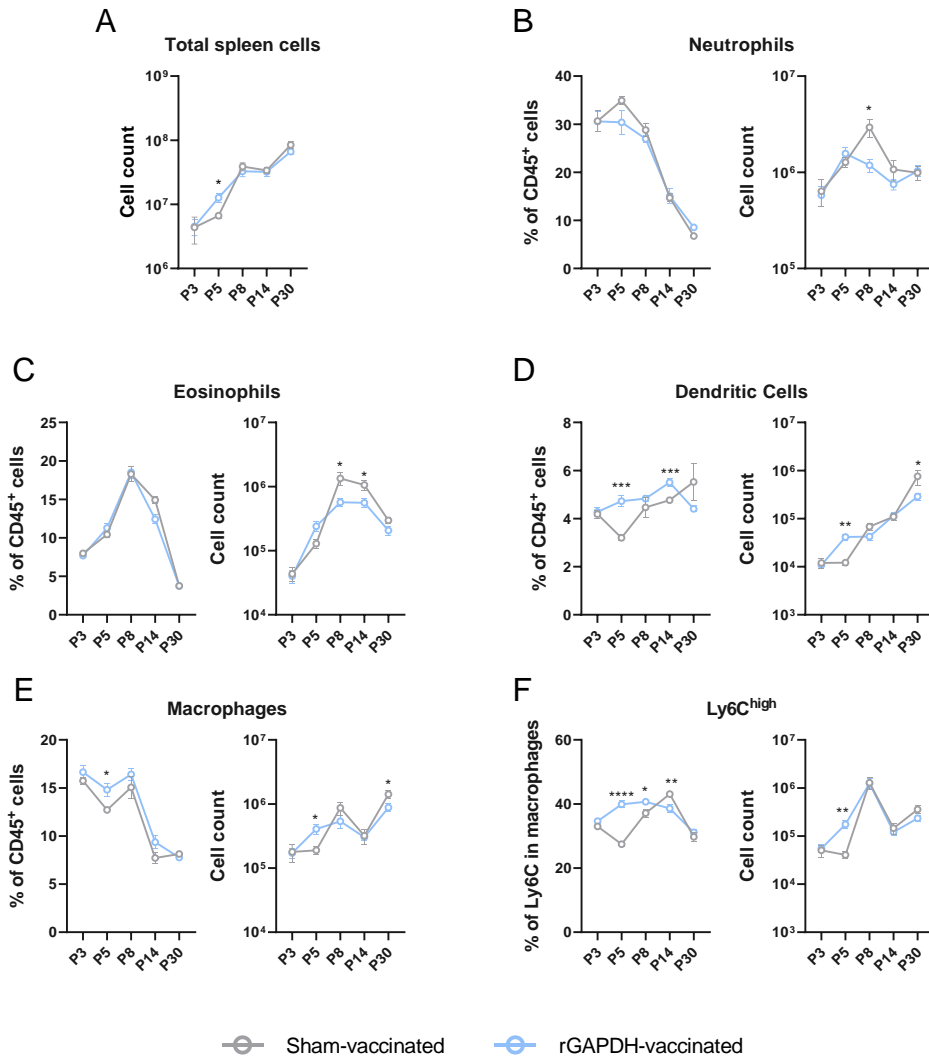 A
Total spleen cells
Cell count
10⁹
10⁸
10⁷
10⁶
*
P3 P5 P8 P14 P30
B
Neutrophils
% of CD45⁺ cells
40
30
20
10
0
P3 P5 P8 P14 P30
Cell count
10⁷
10⁶
10⁵
*
P3 P5 P8 P14 P30
C
Eosinophils
% of CD45⁺ cells
25
20
15
10
5
0
P3 P5 P8 P14 P30
Cell count
10⁷
10⁶
10⁵
10⁴
* *
P3 P5 P8 P14 P30
D
Dendritic Cells
% of CD45⁺ cells
8
6
4
2
0
*** ***
P3 P5 P8 P14 P30
Cell count
10⁷
10⁶
10⁵
10⁴
10³
** *
P3 P5 P8 P14 P30
E
Macrophages
% of CD45⁺ cells
20
15
10
5
0
*
P3 P5 P8 P14 P30
Cell count
10⁷
10⁶
10⁵
10⁴
* *
P3 P5 P8 P14 P30
F
Ly6Cʰⁱᵍʰ
% of Ly6C in macrophages
60
40
20
0
**** * **
P3 P5 P8 P14 P30
Cell count
10⁷
10⁶
10⁵
10⁴
10³
**
P3 P5 P8 P14 P30
Sham-vaccinated rGAPDH-vaccinated